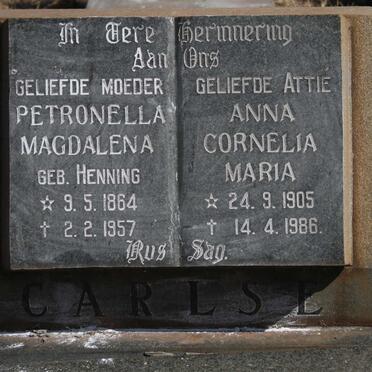 In Tere Herinnering
Aan Ons
GELIEFDE MOEDER
PETRONELLA
MAGDALENA
GEB. HENNING
☆ 9.5.1864
† 2.2.1957
GELIEFDE ATTIE
ANNA
CORNELIA
MARIA
☆ 24.9.1905
† 14.4.1986.
Rus Sag.
CARLSE